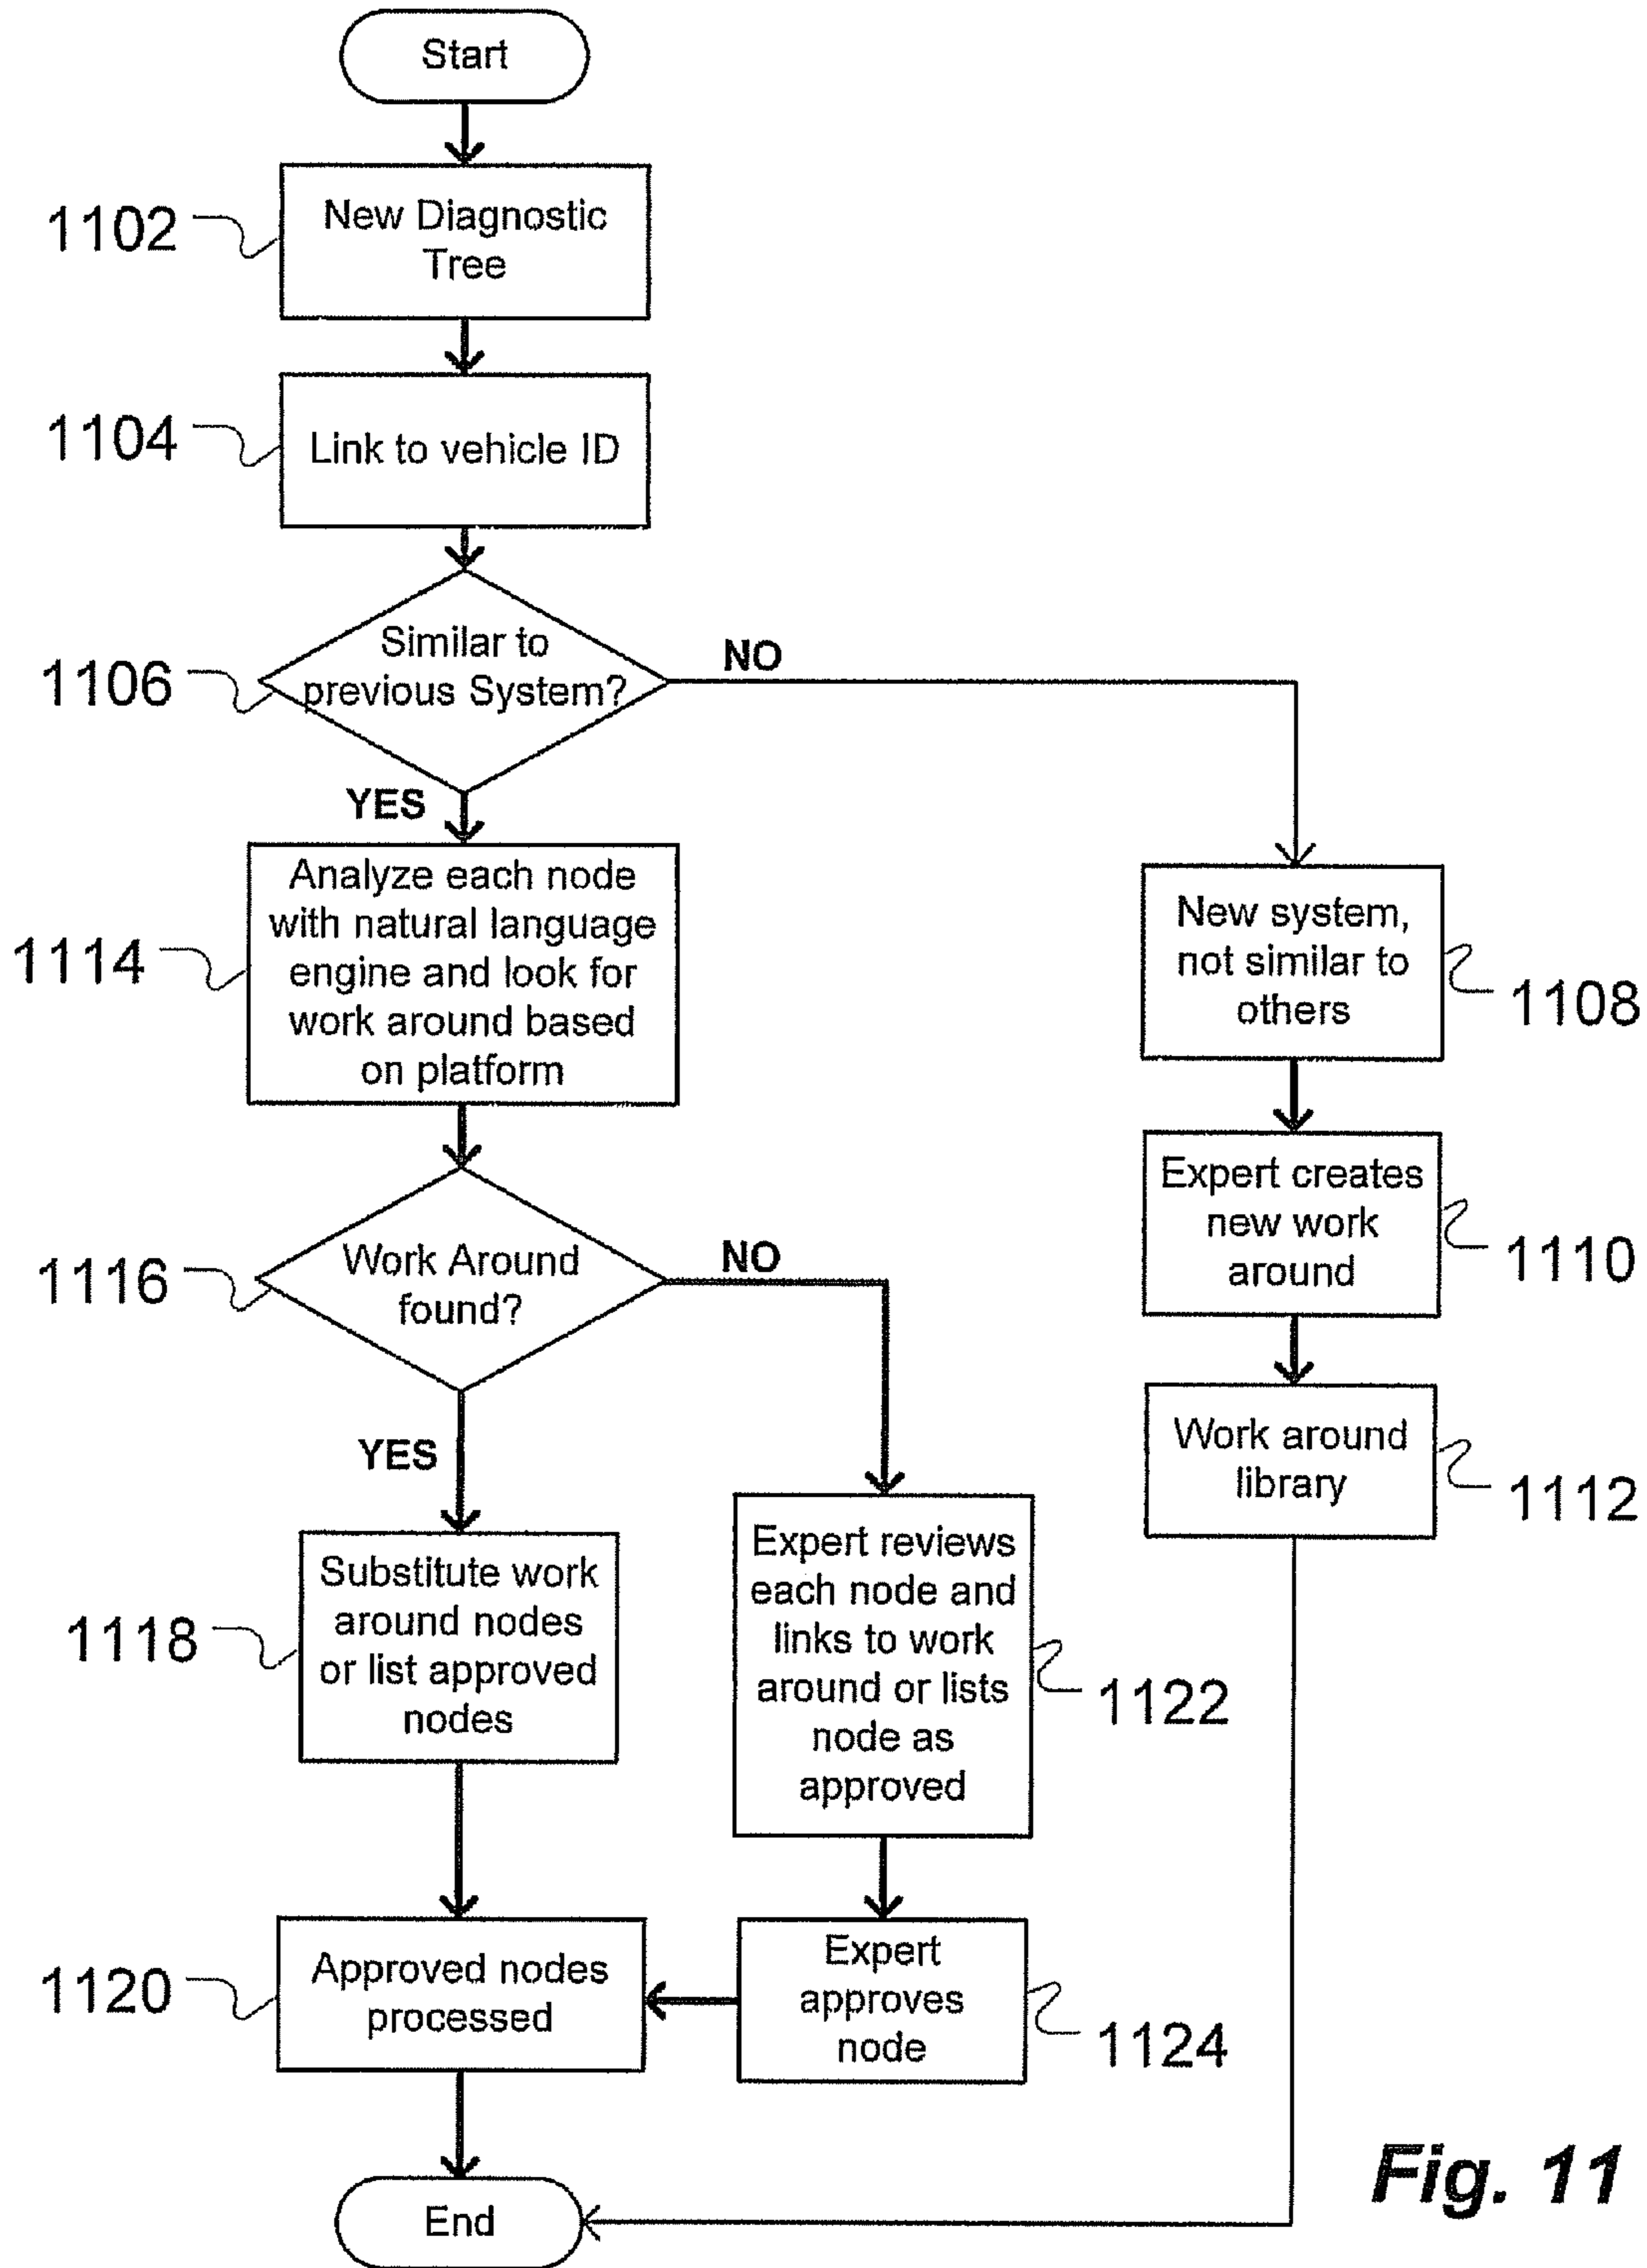 Start
1102
New Diagnostic
Tree
1104
Link to vehicle ID
1106
Similar to
previous System?
NO
YES
1114
Analyze each node
with natural language
engine and look for
work around based
on platform
New system,
not similar to
others
1108
Expert creates
new work
around
1110
1116
Work Around
found?
NO
YES
Work around
library
1112
1118
Substitute work
around nodes
or list approved
nodes
Expert reviews
each node and
links to work
around or lists
node as
approved
1122
1120
Approved nodes
processed
Expert
approves
node
1124
End
Fig. 11